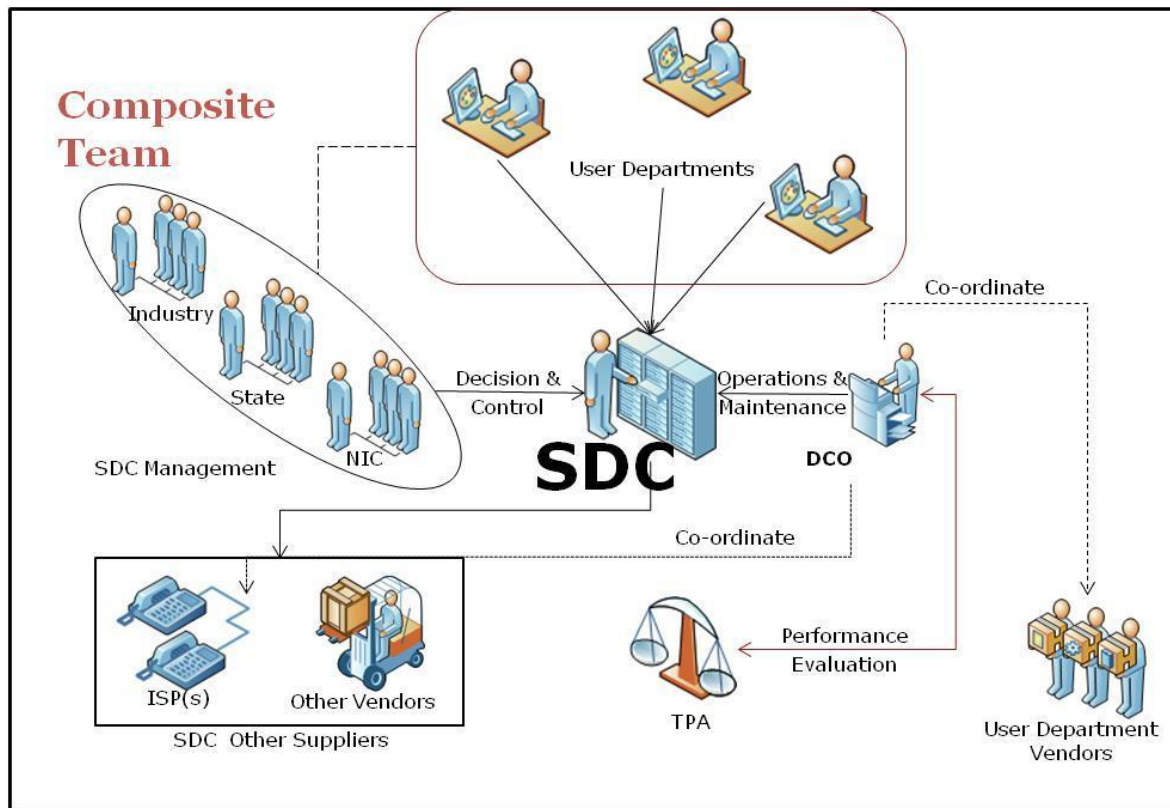 Composite
Team
User Departments
Industry
State
NIC
SDC Management
Decision &
Control
SDC
Operations &
Maintenance
DCO
Co-ordinate
Co-ordinate
ISP(s)
Other Vendors
SDC Other Suppliers
TPA
Performance
Evaluation
User Department
Vendors